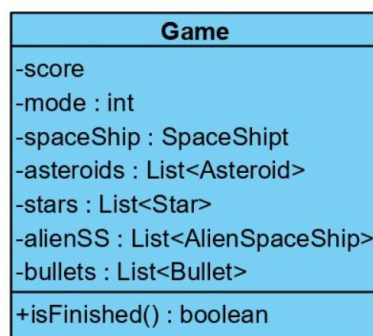 Game
-score
-mode : int
-spaceShip : SpaceShipt
-asteroids : List<Asteroid>
-stars : List<Star>
-alienSS : List<AlienSpaceShip>
-bullets : List<Bullet>
+isFinished() : boolean